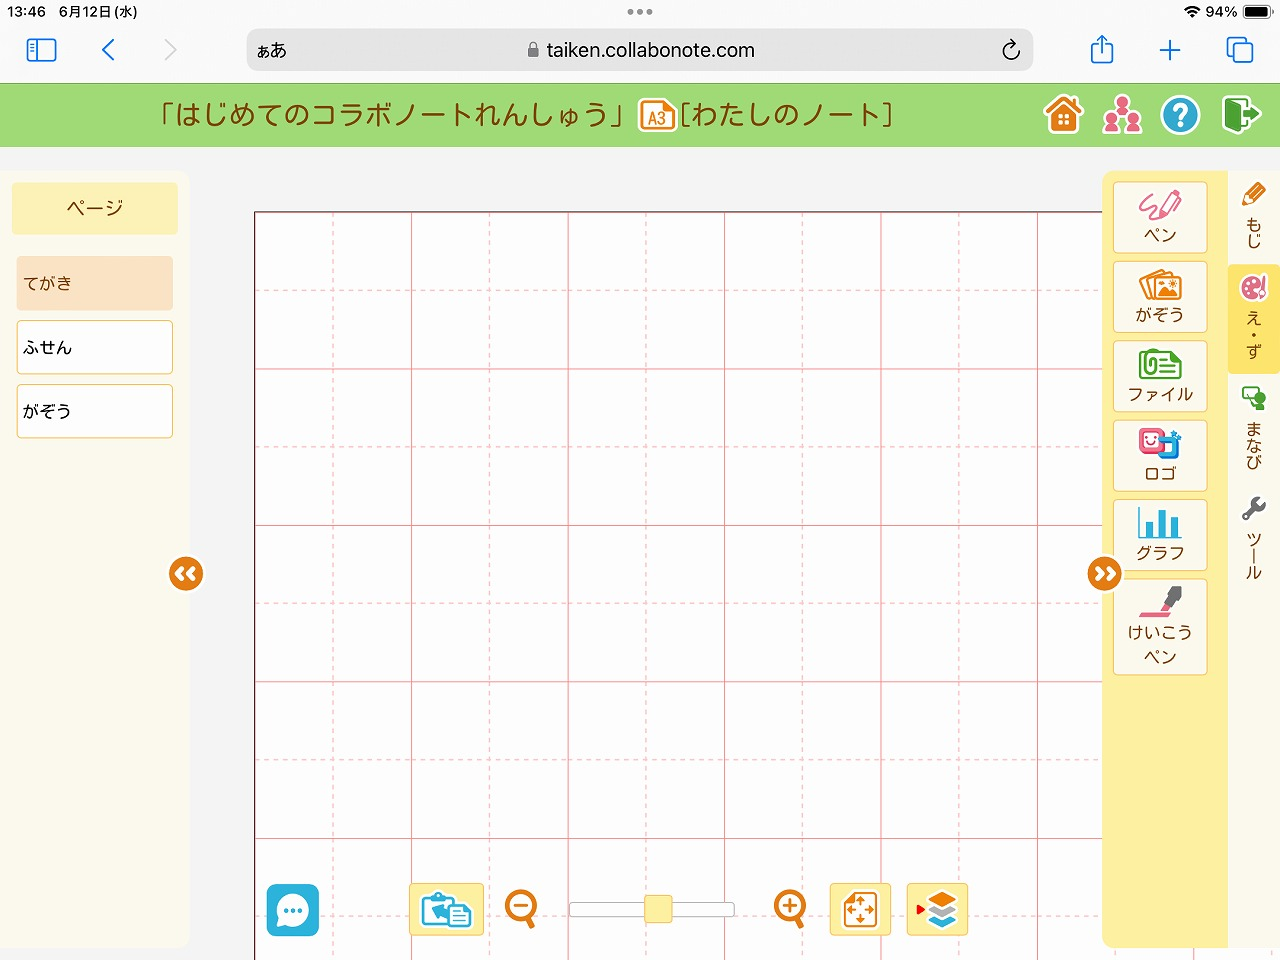 13:46 6月12日(水)
94%
ぁあ
taiken.collabonote.com
「はじめてのコラボノートれんしゅう」 A3 [わたしのノート]
?
ページ
てがき
ふせん
がぞう
ペン
がぞう
ファイル
ロゴ
グラフ
けいこう
ペン
もじ
え・ず
まなび
ツール